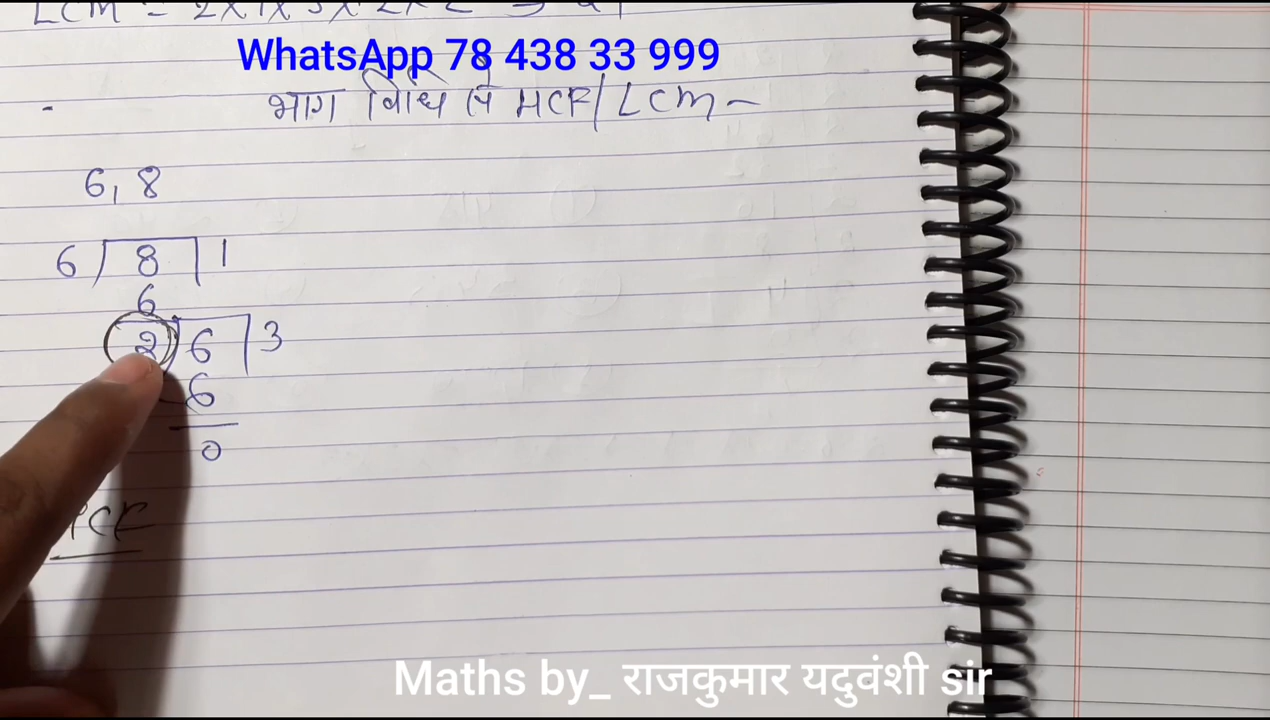 WhatsApp 78 438 33 999
भाग विधि से HCF/LCM -
6, 8
6) 8 | 1
6
2) 6 | 3
6
0
HCF
Maths by_ राजकुमार यदुवंशी sir